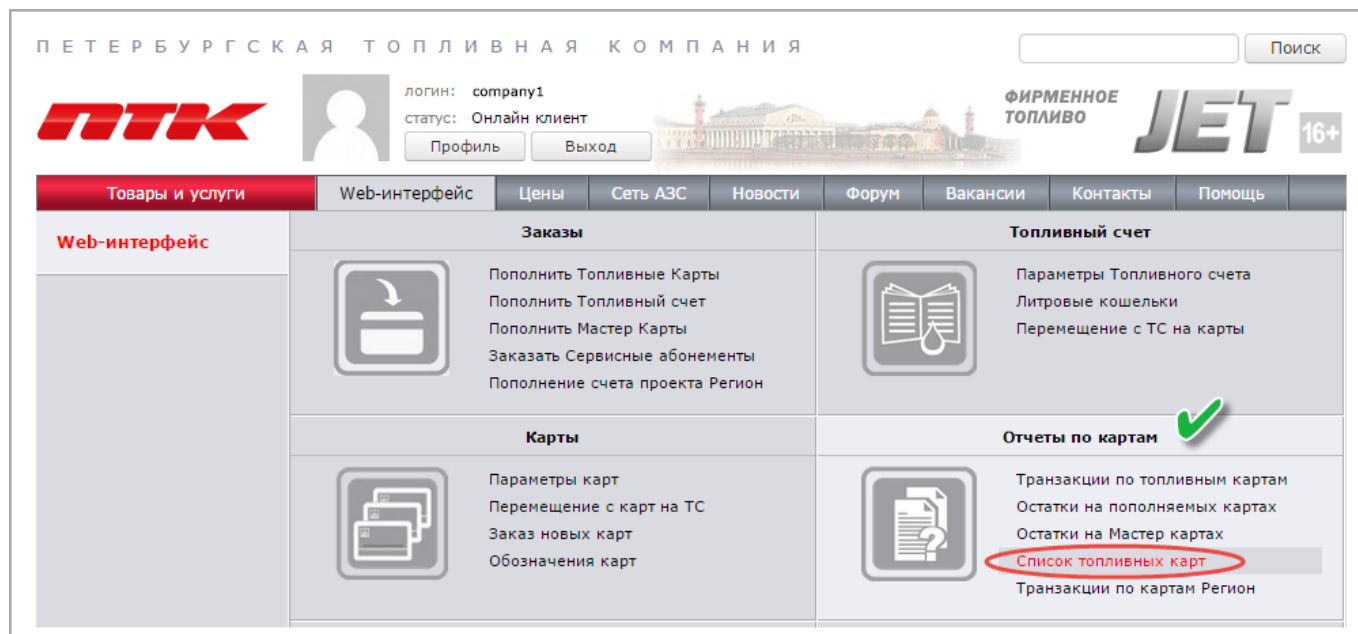 ПЕТЕРБУРГСКАЯ ТОПЛИВНАЯ КОМПАНИЯ
Поиск
ПТК
логин: company1
статус: Онлайн клиент
Профиль Выход
ФИРМЕННОЕ
ТОПЛИВО
JET
16+
Товары и услуги Web-интерфейс Цены Сеть АЗС Новости Форум Вакансии Контакты Помощь
Web-интерфейс
Заказы
Пополнить Топливные Карты
Пополнить Топливный счет
Пополнить Мастер Карты
Заказать Сервисные абонементы
Пополнение счета проекта Регион
Топливный счет
Параметры Топливного счета
Литровые кошельки
Перемещение с ТС на карты
Карты
Параметры карт
Перемещение с карт на ТС
Заказ новых карт
Обозначения карт
Отчеты по картам
Транзакции по топливным картам
Остатки на пополняемых картах
Остатки на Мастер картах
Список топливных карт
Транзакции по картам Регион